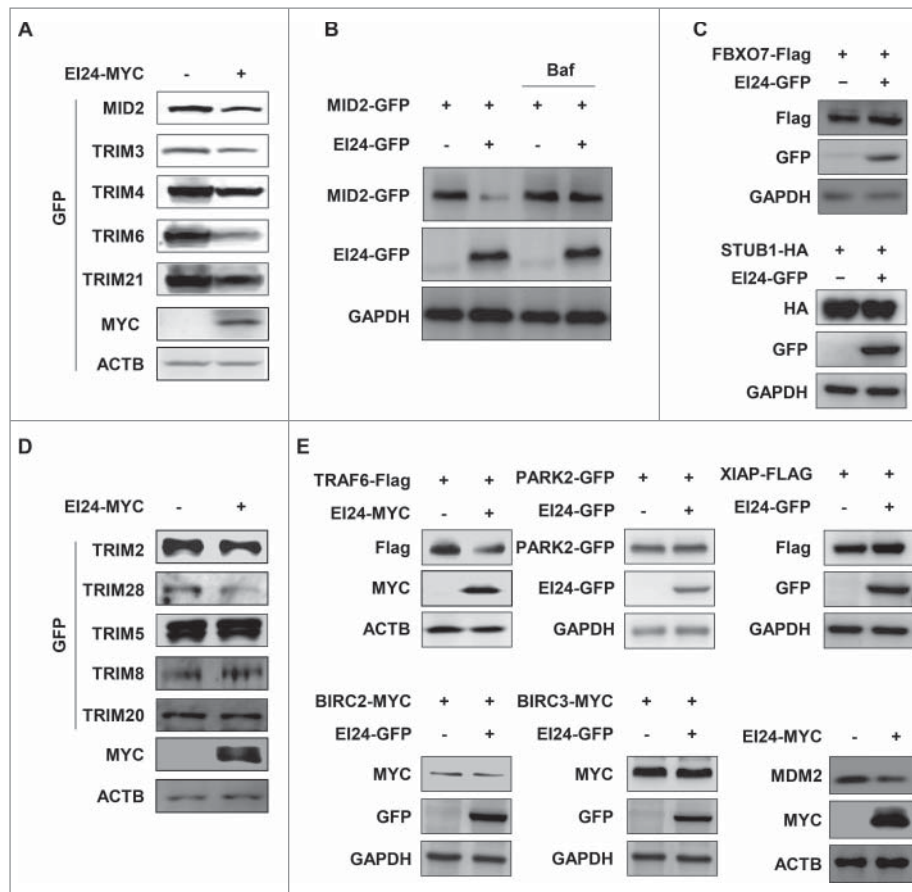 A
EI24-MYC - +
MID2
TRIM3
TRIM4
TRIM6
TRIM21
GFP
MYC
ACTB
B
Baf
MID2-GFP + + + +
EI24-GFP - + - +
MID2-GFP
EI24-GFP
GAPDH
C
FBXO7-Flag + +
EI24-GFP – +
Flag
GFP
GAPDH
STUB1-HA + +
EI24-GFP – +
HA
GFP
GAPDH
D
EI24-MYC - +
TRIM2
TRIM28
TRIM5
TRIM8
TRIM20
GFP
MYC
ACTB
E
TRAF6-Flag + +
EI24-MYC - +
Flag
MYC
ACTB
PARK2-GFP + +
EI24-GFP - +
PARK2-GFP
EI24-GFP
GAPDH
XIAP-FLAG + +
EI24-GFP - +
Flag
GFP
GAPDH
BIRC2-MYC + +
EI24-GFP - +
MYC
GFP
GAPDH
BIRC3-MYC + +
EI24-GFP - +
MYC
GFP
GAPDH
EI24-MYC - +
MDM2
MYC
ACTB